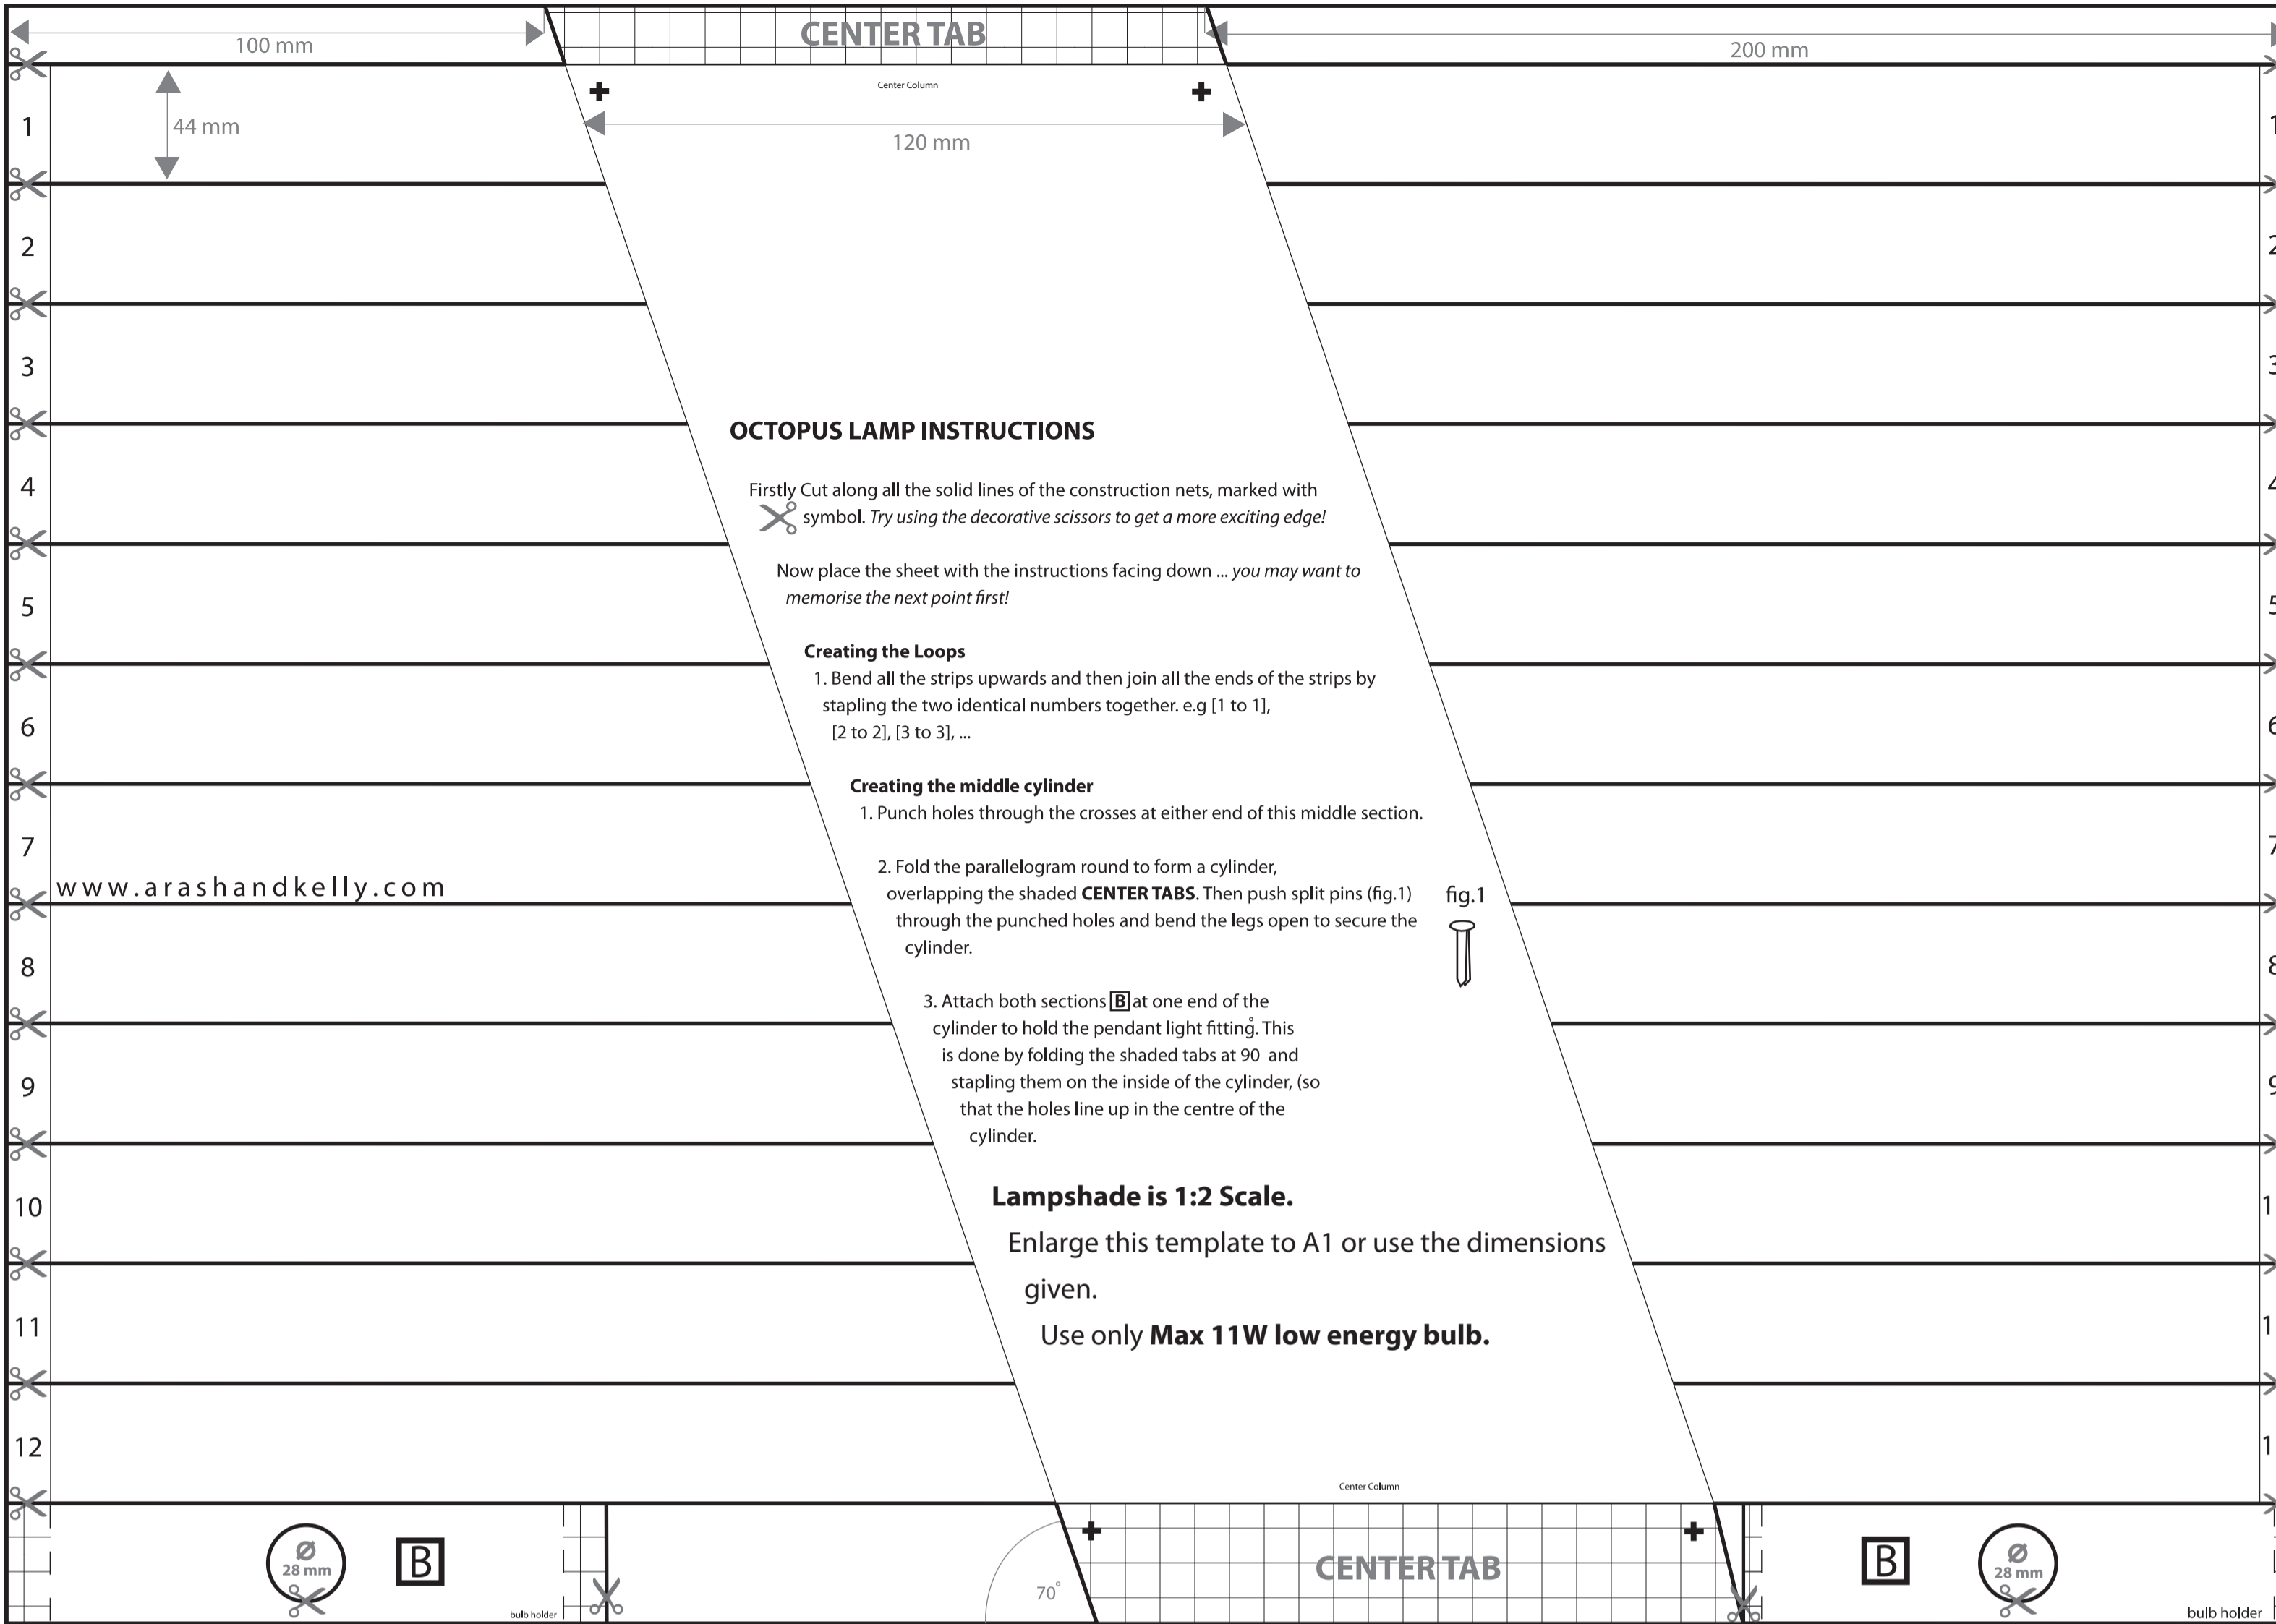 CENTER TAB
100 mm
200 mm
Center Column
44 mm
120 mm
1
2
3
4
5
6
7
8
9
10
11
12
1
2
3
4
5
6
7
8
9
1
1
1
www.arashandkelly.com
OCTOPUS LAMP INSTRUCTIONS
Firstly Cut along all the solid lines of the construction nets, marked with
symbol. Try using the decorative scissors to get a more exciting edge!
Now place the sheet with the instructions facing down ... you may want to
memorise the next point first!
Creating the Loops
1. Bend all the strips upwards and then join all the ends of the strips by
stapling the two identical numbers together. e.g [1 to 1],
[2 to 2], [3 to 3], ...
Creating the middle cylinder
1. Punch holes through the crosses at either end of this middle section.
2. Fold the parallelogram round to form a cylinder,
overlapping the shaded CENTER TABS. Then push split pins (fig.1)
through the punched holes and bend the legs open to secure the
cylinder.
fig.1
3. Attach both sections B at one end of the
cylinder to hold the pendant light fitting°. This
is done by folding the shaded tabs at 90 and
stapling them on the inside of the cylinder, (so
that the holes line up in the centre of the
cylinder.
Lampshade is 1:2 Scale.
Enlarge this template to A1 or use the dimensions
given.
Use only Max 11W low energy bulb.
Center Column
Ø
28 mm
B
bulb holder
70°
CENTER TAB
B
Ø
28 mm
bulb holder